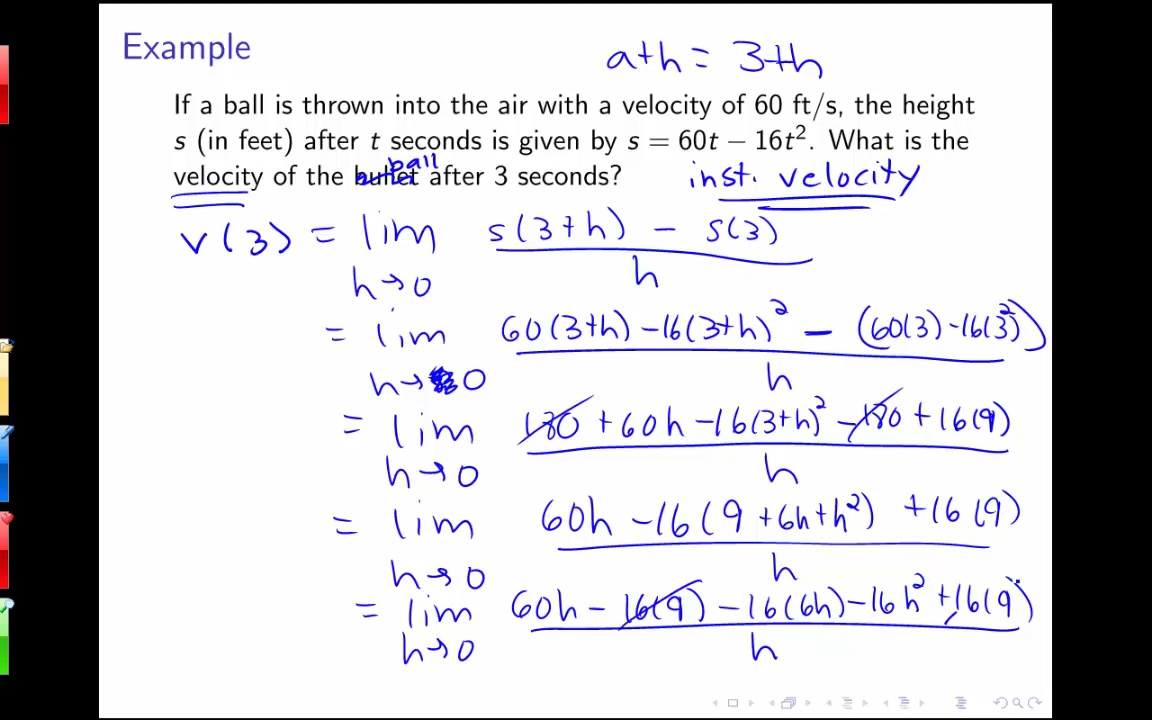 Example
a+h = 3+h
If a ball is thrown into the air with a velocity of 60 ft/s, the height
s (in feet) after t seconds is given by s = 60t − 16t². What is the
ball
velocity of the bullet after 3 seconds? inst. velocity
v(3) = lim s(3+h) − s(3)
h→0 h
= lim 60(3+h) −16(3+h)² − (60(3) −16(3²))
h→0 h
= lim 180 + 60h −16(3+h)² −180 + 16(9)
h→0 h
= lim 60h −16(9 + 6h + h²) + 16(9)
h→0 h
= lim 60h − 16(9) − 16(6h) − 16h² + 16(9)
h→0 h